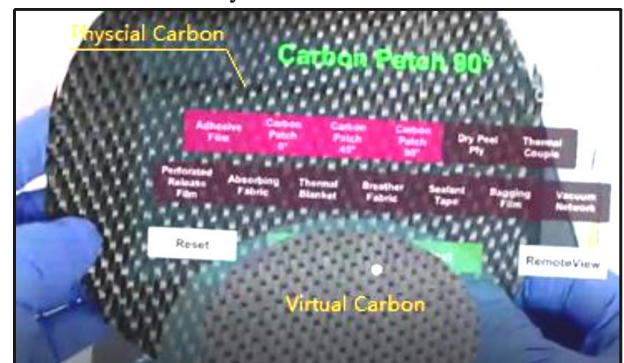 Physcial Carbon
Carbon Patch 90°
Adhesive Film
Carbon Patch 0°
Carbon Patch 45°
Carbon Patch 90°
Dry Peel Ply
Thermal Couple
Perforated Release Film
Absorbing Fabric
Thermal Blanket
Breather Fabric
Sealant Tape
Bagging Film
Vacuum Network
Reset
RemoteView
Virtual Carbon